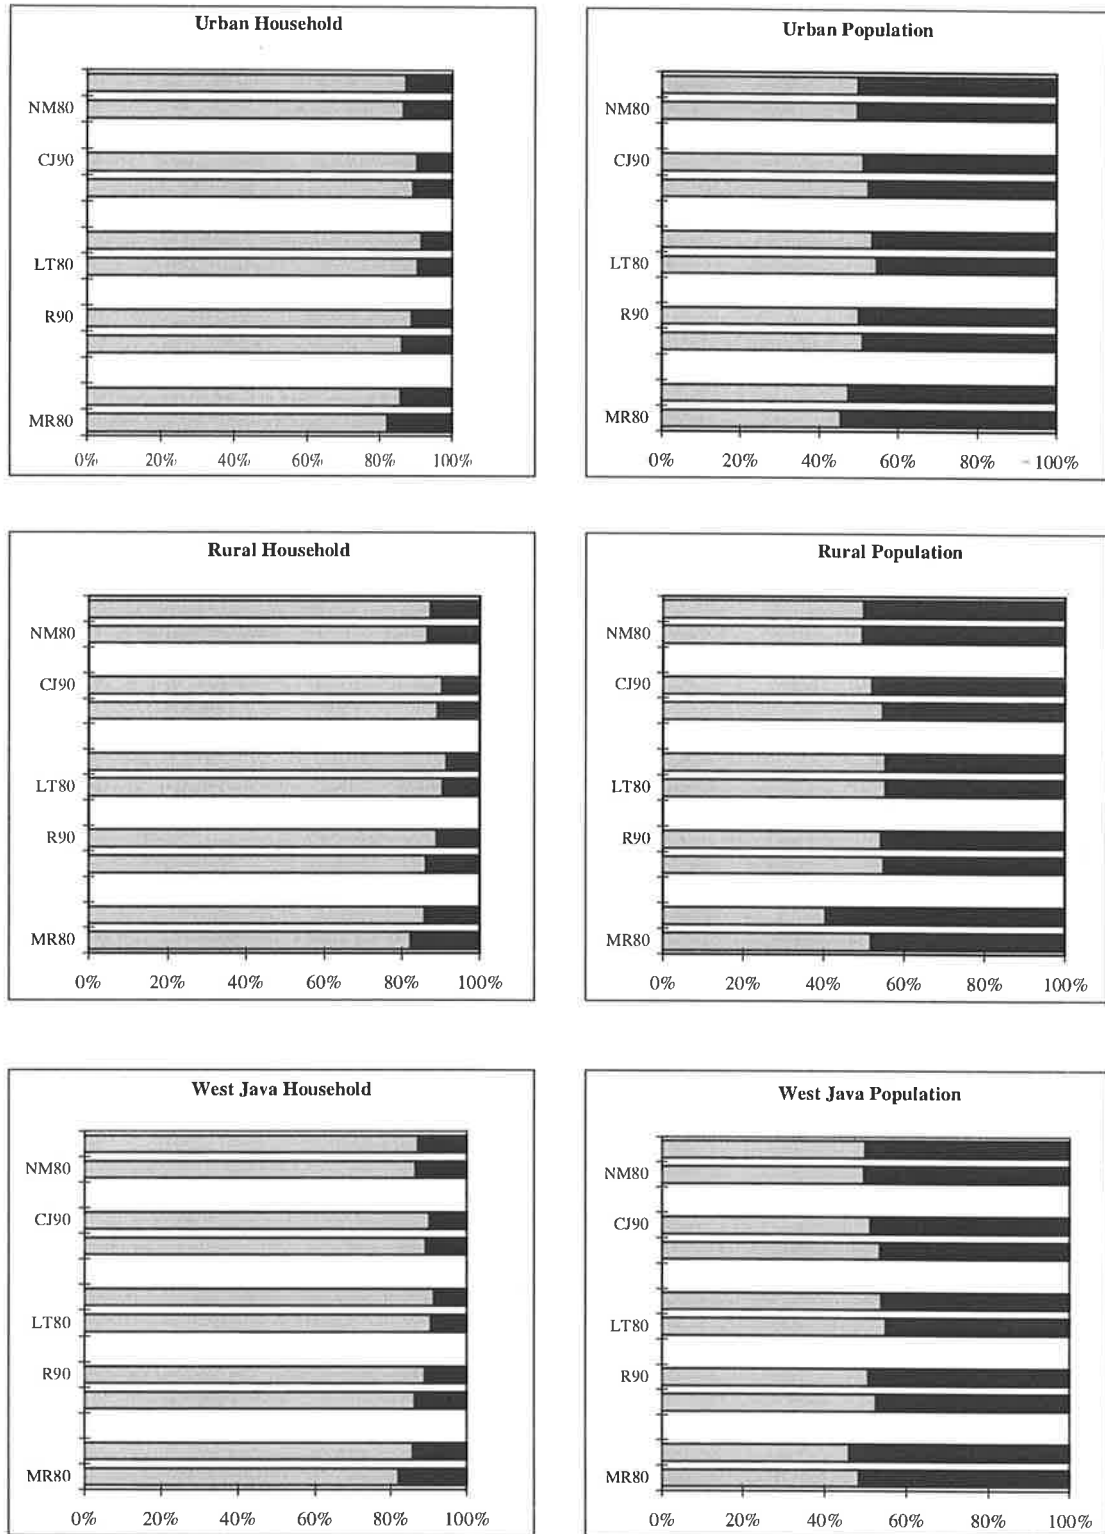 Urban Household
NM80
CJ90
LT80
R90
MR80
0% 20% 40% 60% 80% 100%
Urban Population
NM80
CJ90
LT80
R90
MR80
0% 20% 40% 60% 80% 100%
Rural Household
NM80
CJ90
LT80
R90
MR80
0% 20% 40% 60% 80% 100%
Rural Population
NM80
CJ90
LT80
R90
MR80
0% 20% 40% 60% 80% 100%
West Java Household
NM80
CJ90
LT80
R90
MR80
0% 20% 40% 60% 80% 100%
West Java Population
NM80
CJ90
LT80
R90
MR80
0% 20% 40% 60% 80% 100%